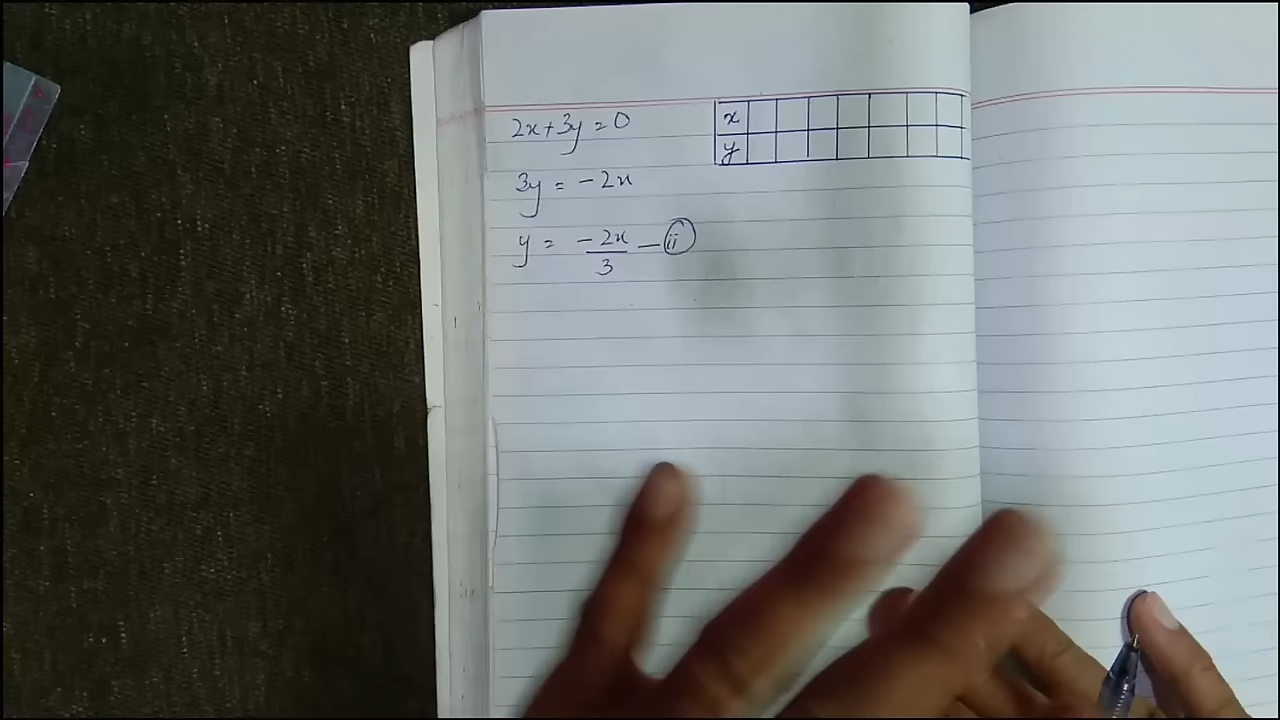 2x+3y=0
x
y
3y = -2x
y = -2x/3 — (ii)